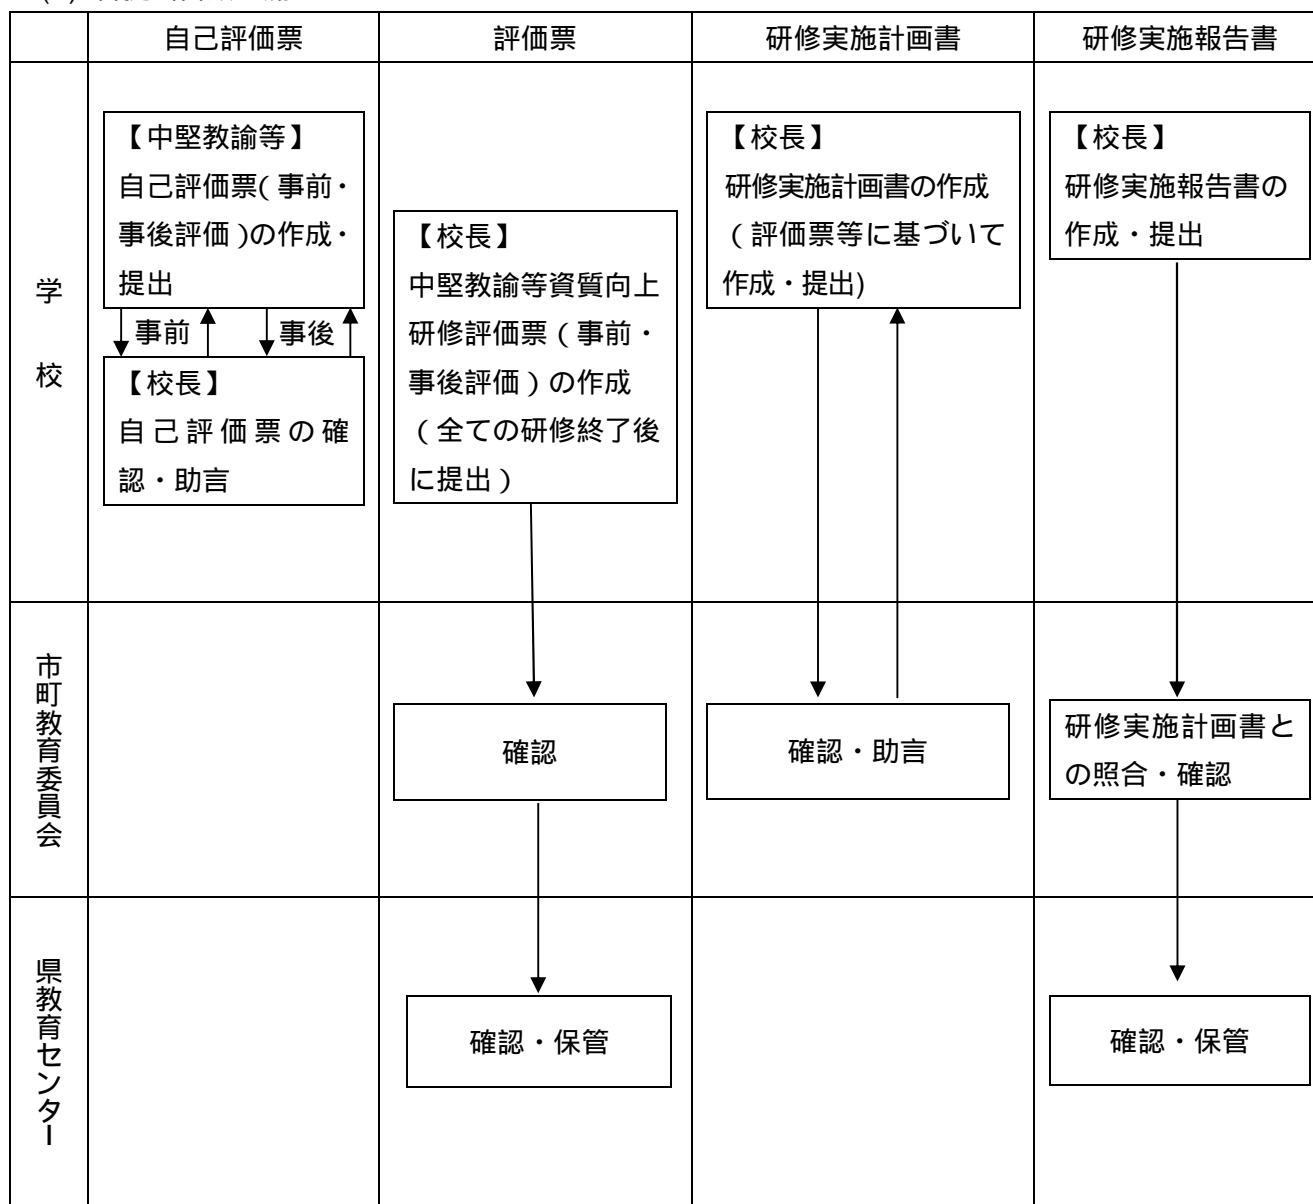 自己評価票
評価票
研修実施計画書
研修実施報告書
学校
【中堅教諭等】
自己評価票(事前・
事後評価)の作成・
提出
事前
事後
【校長】
自己評価票の確
認・助言
【校長】
中堅教諭等資質向上
研修評価票(事前・
事後評価)の作成
(全ての研修終了後
に提出)
【校長】
研修実施計画書の作成
(評価票等に基づいて
作成・提出)
【校長】
研修実施報告書の
作成・提出
市町教育委員会
確認
確認・助言
研修実施計画書と
の照合・確認
県教育センター
確認・保管
確認・保管